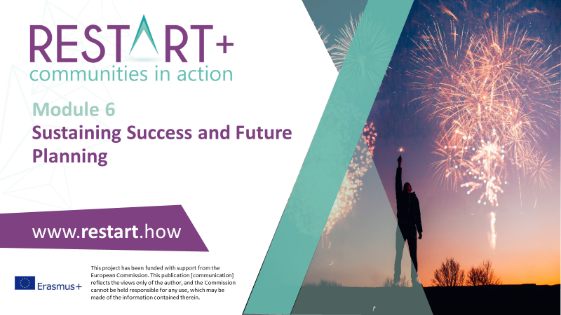 RESTART+
communities in action
Module 6
Sustaining Success and Future
Planning
www.restart.how
Erasmus+
This project has been funded with support from the
European Commission. This publication [communication]
reflects the views only of the author, and the Commission
cannot be held responsible for any use, which may be
made of the information contained therein.